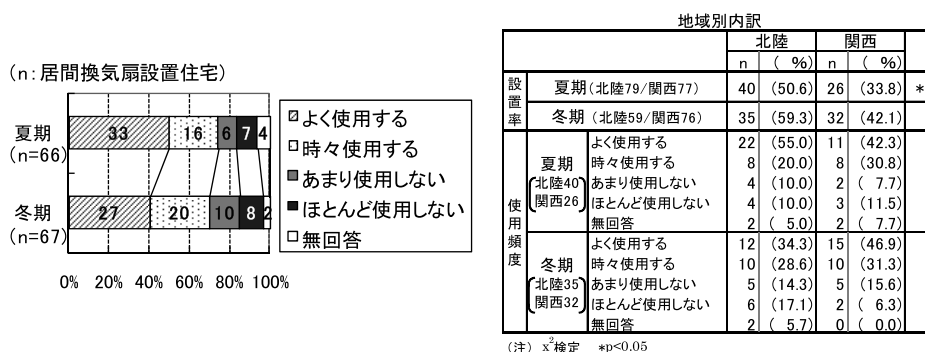 (n:居間換気扇設置住宅)
夏期
(n=66)
33 16 6 7 4
冬期
(n=67)
27 20 10 8 2
0% 20% 40% 60% 80% 100%
よく使用する
時々使用する
あまり使用しない
ほとんど使用しない
無回答
地域別内訳
北陸 関西
n ( %) n ( %)
設置率 夏期(北陸79/関西77) 40 (50.6) 26 (33.8) *
冬期 (北陸59/関西76) 35 (59.3) 32 (42.1)
使用頻度 夏期 [北陸40 関西26] よく使用する 22 (55.0) 11 (42.3)
時々使用する 8 (20.0) 8 (30.8)
あまり使用しない 4 (10.0) 2 ( 7.7)
ほとんど使用しない 4 (10.0) 3 (11.5)
無回答 2 ( 5.0) 2 ( 7.7)
冬期 [北陸35 関西32] よく使用する 12 (34.3) 15 (46.9)
時々使用する 10 (28.6) 10 (31.3)
あまり使用しない 5 (14.3) 5 (15.6)
ほとんど使用しない 6 (17.1) 2 ( 6.3)
無回答 2 ( 5.7) 0 ( 0.0)
(注) x²検定 *p<0.05